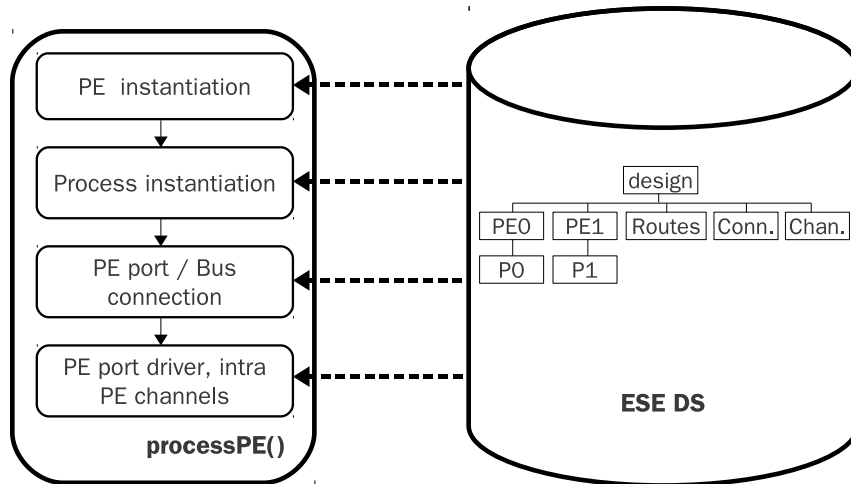 PE instantiation
Process instantiation
PE port / Bus
connection
PE port driver, intra
PE channels
processPE()
design
PE0 PE1 Routes Conn. Chan.
P0 P1
ESE DS